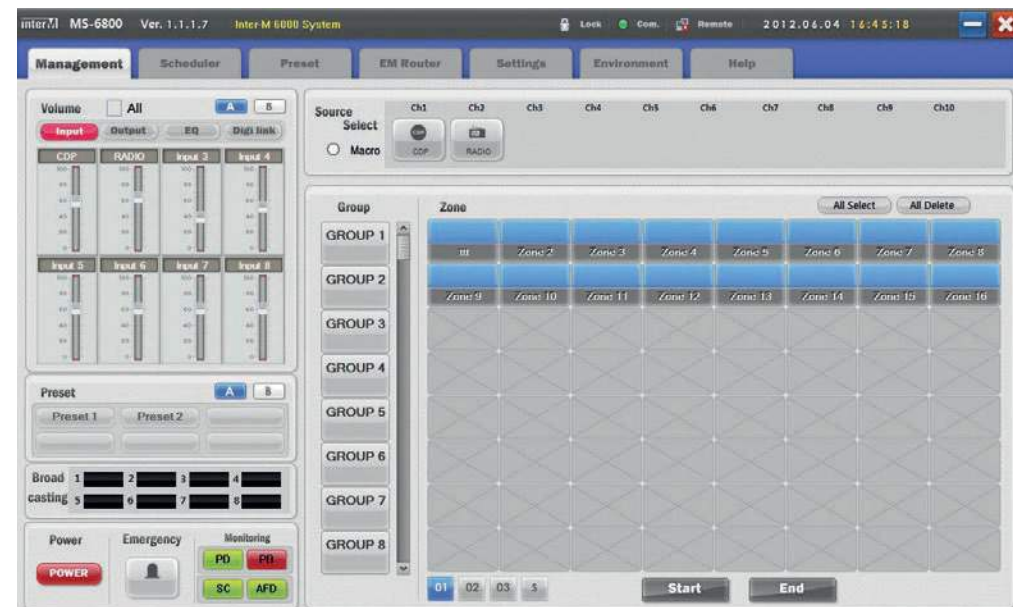 inter-M MS-6800 Ver. 1.1.1.7 Inter-M 6000 System Lock Com. Remote 2012.06.04 16:45:18
Management Scheduler Preset EM Router Settings Environment Help
Volume All A B
Input Output EQ Digi link
CDP RADIO Input 3 Input 4
Input 5 Input 6 Input 7 Input 8
Preset A B
Preset 1 Preset 2
Broad casting 1 2 3 4
5 6 7 8
Power Emergency Monitoring
POWER PD PB
SC AFD
Source Select Ch1 Ch2 Ch3 Ch4 Ch5 Ch6 Ch7 Ch8 Ch9 Ch10
Macro CDP RADIO
Group Zone All Select All Delete
GROUP 1 Zone 2 Zone 3 Zone 4 Zone 5 Zone 6 Zone 7 Zone 8
GROUP 2 Zone 9 Zone 10 Zone 11 Zone 12 Zone 13 Zone 14 Zone 15 Zone 16
GROUP 3
GROUP 4
GROUP 5
GROUP 6
GROUP 7
GROUP 8
01 02 03 S Start End